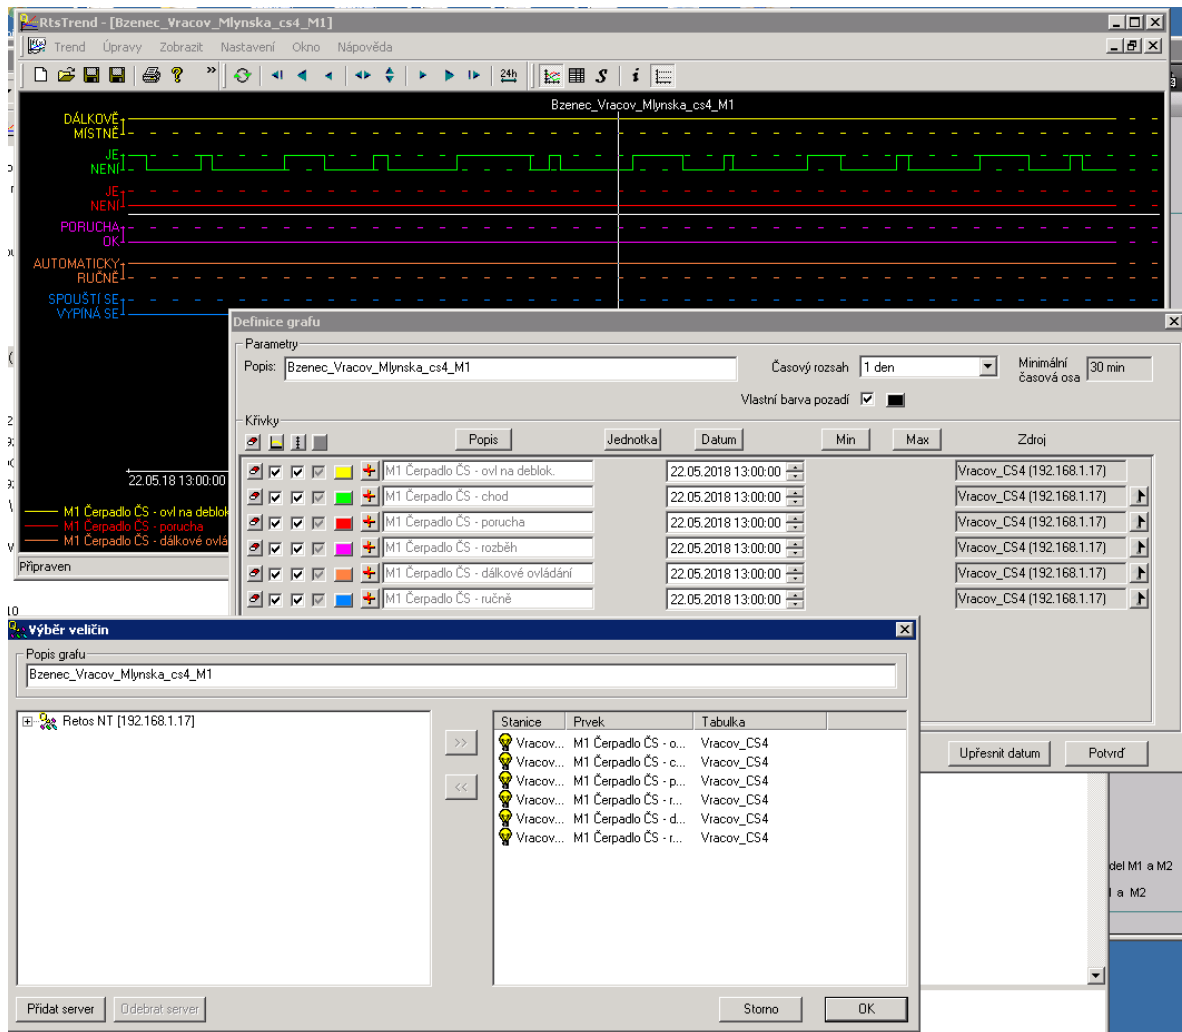 RtsTrend - [Bzenec_Vracov_Mlynska_cs4_M1]
Trend Úpravy Zobrazit Nastavení Okno Nápověda
24h
Bzenec_Vracov_Mlynska_cs4_M1
DÁLKOVĚ
MÍSTNĚ
JE
NENÍ
JE
NENÍ
PORUCHA
OK
AUTOMATICKY
RUČNĚ
SPOUŠTÍ SE
VYPÍNÁ SE
22.05.18 13:00:00
M1 Čerpadlo ČS - ovl na deblok
M1 Čerpadlo ČS - porucha
M1 Čerpadlo ČS - dálkové ovlá
Připraven
10
Definice grafu
Parametry
Popis: Bzenec_Vracov_Mlynska_cs4_M1 Časový rozsah 1 den Minimální časová osa 30 min
Vlastní barva pozadí
Křivky
Popis Jednotka Datum Min Max Zdroj
M1 Čerpadlo ČS - ovl na deblok. 22.05.2018 13:00:00 Vracov_CS4 (192.168.1.17)
M1 Čerpadlo ČS - chod 22.05.2018 13:00:00 Vracov_CS4 (192.168.1.17)
M1 Čerpadlo ČS - porucha 22.05.2018 13:00:00 Vracov_CS4 (192.168.1.17)
M1 Čerpadlo ČS - rozběh 22.05.2018 13:00:00 Vracov_CS4 (192.168.1.17)
M1 Čerpadlo ČS - dálkové ovládání 22.05.2018 13:00:00 Vracov_CS4 (192.168.1.17)
M1 Čerpadlo ČS - ručně 22.05.2018 13:00:00 Vracov_CS4 (192.168.1.17)
Upřesnit datum Potvrď
Výběr veličin
Popis grafu
Bzenec_Vracov_Mlynska_cs4_M1
Retos NT [192.168.1.17]
>>
<<
Stanice Prvek Tabulka
Vracov... M1 Čerpadlo ČS - o... Vracov_CS4
Vracov... M1 Čerpadlo ČS - c... Vracov_CS4
Vracov... M1 Čerpadlo ČS - p... Vracov_CS4
Vracov... M1 Čerpadlo ČS - r... Vracov_CS4
Vracov... M1 Čerpadlo ČS - d... Vracov_CS4
Vracov... M1 Čerpadlo ČS - r... Vracov_CS4
Přidat server Odebrat server Storno OK
del M1 a M2
a M2